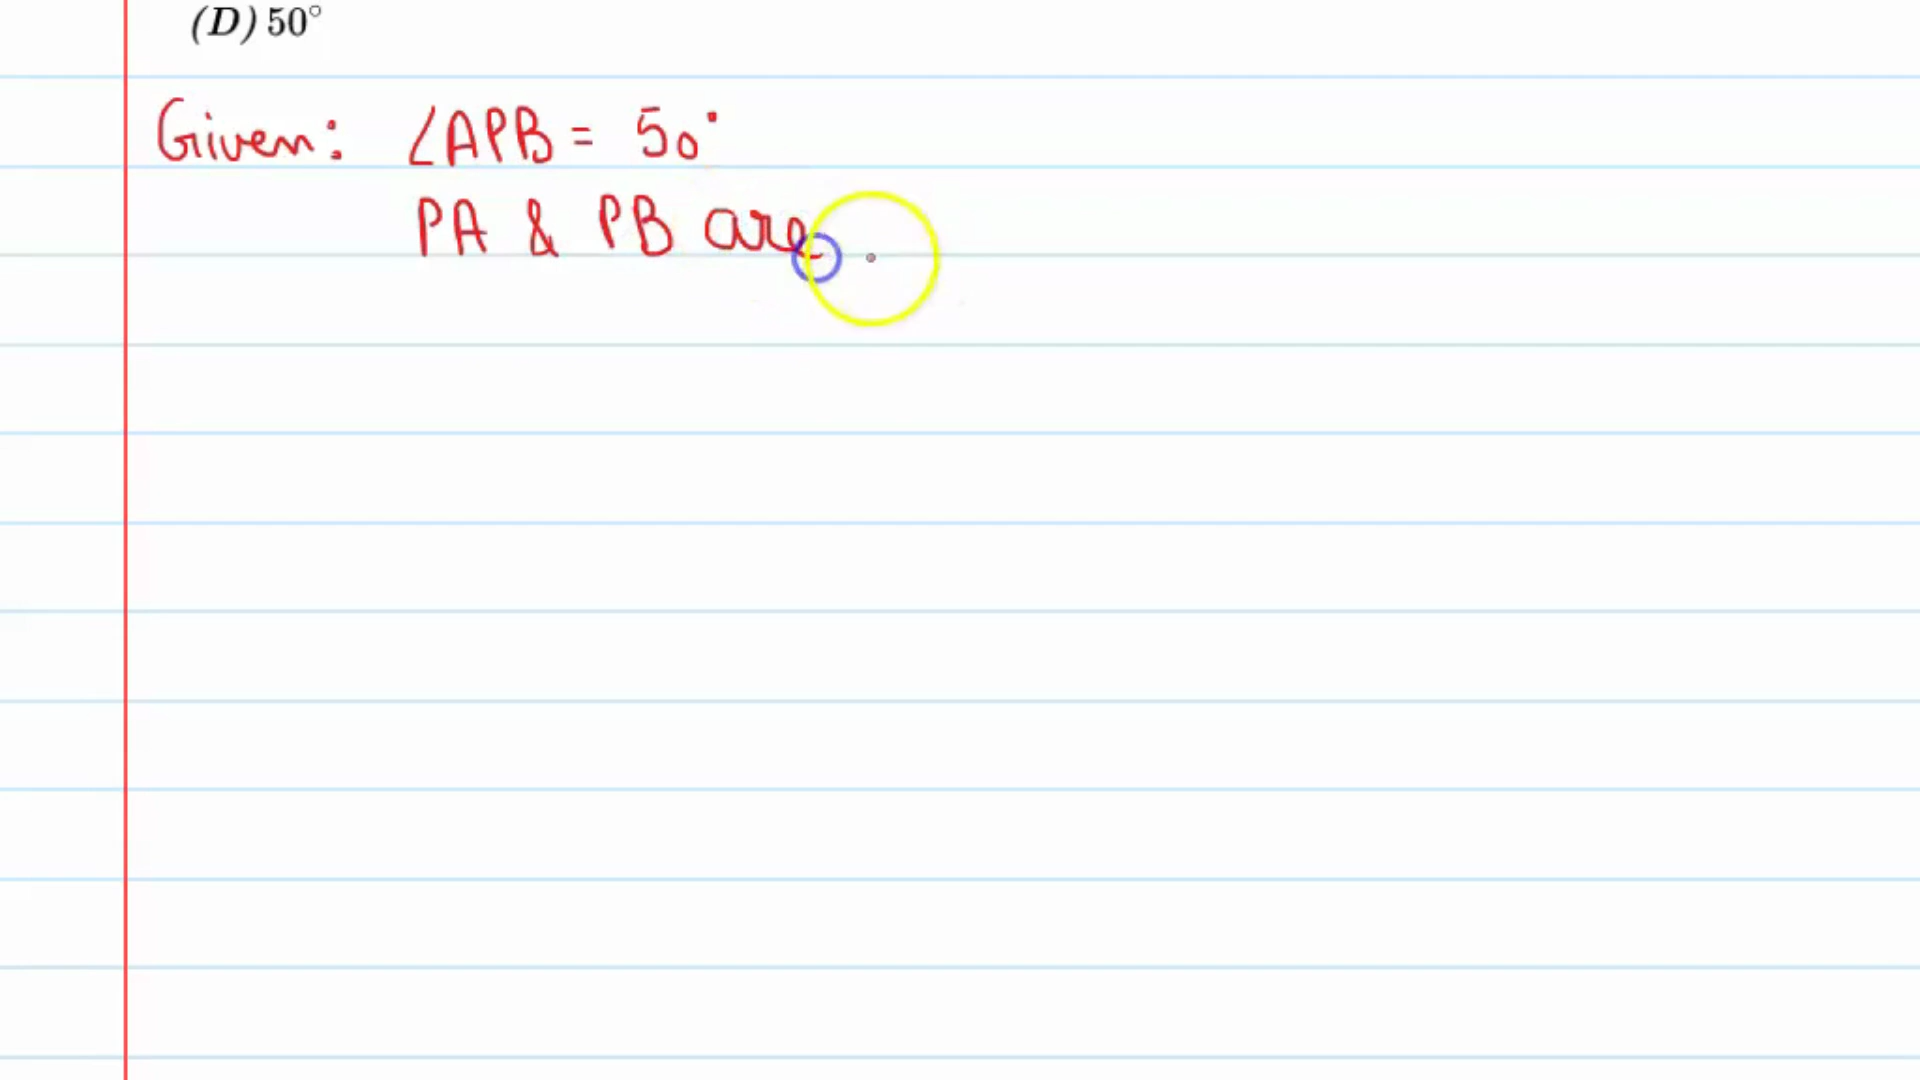 (D) 50°
Given: ∠APB = 50°
PA & PB are